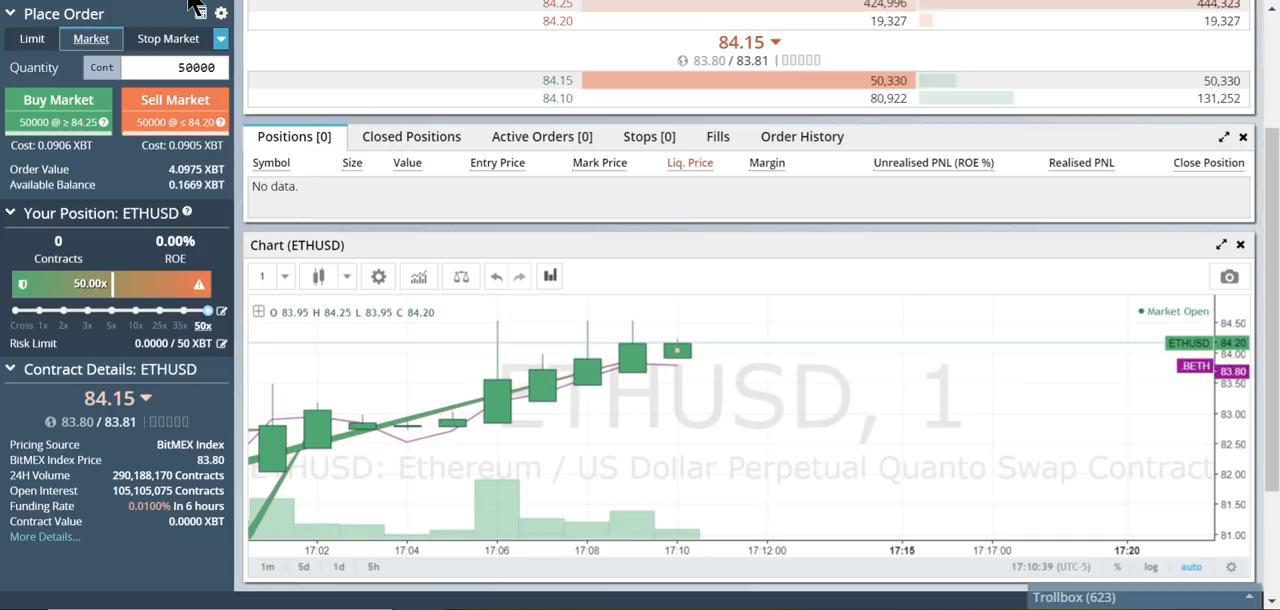 Place Order
Limit Market Stop Market
Quantity Cont 50000
Buy Market Sell Market
50000 @ ≥ 84.25 50000 @ ≤ 84.20
Cost: 0.0906 XBT Cost: 0.0905 XBT
Order Value 4.0975 XBT
Available Balance 0.1669 XBT
Your Position: ETHUSD
0 0.00%
Contracts ROE
50.00x
Cross 1x 2x 3x 5x 10x 25x 35x 50x
Risk Limit 0.0000 / 50 XBT
Contract Details: ETHUSD
84.15
83.80 / 83.81
Pricing Source BitMEX Index
BitMEX Index Price 83.80
24H Volume 290,188,170 Contracts
Open Interest 105,105,075 Contracts
Funding Rate 0.0100% In 6 hours
Contract Value 0.0000 XBT
More Details...
84.25 424,996 444,323
84.20 19,327 19,327
84.15
83.80 / 83.81
84.15 50,330 50,330
84.10 80,922 131,252
Positions [0] Closed Positions Active Orders [0] Stops [0] Fills Order History
Symbol Size Value Entry Price Mark Price Liq. Price Margin Unrealised PNL (ROE %) Realised PNL Close Position
No data.
Chart (ETHUSD)
1
O 83.95 H 84.25 L 83.95 C 84.20
Market Open
84.50
ETHUSD 84.20
84.00
.BETH 83.80
83.50
83.00
82.50
82.00
81.50
81.00
ETHUSD, 1
ETHUSD: Ethereum / US Dollar Perpetual Quanto Swap Contract
17:02 17:04 17:06 17:08 17:10 17:12:00 17:15 17:17:00 17:20
1m 5d 1d 5h 17:10:39 (UTC-5) % log auto
Trollbox (623)